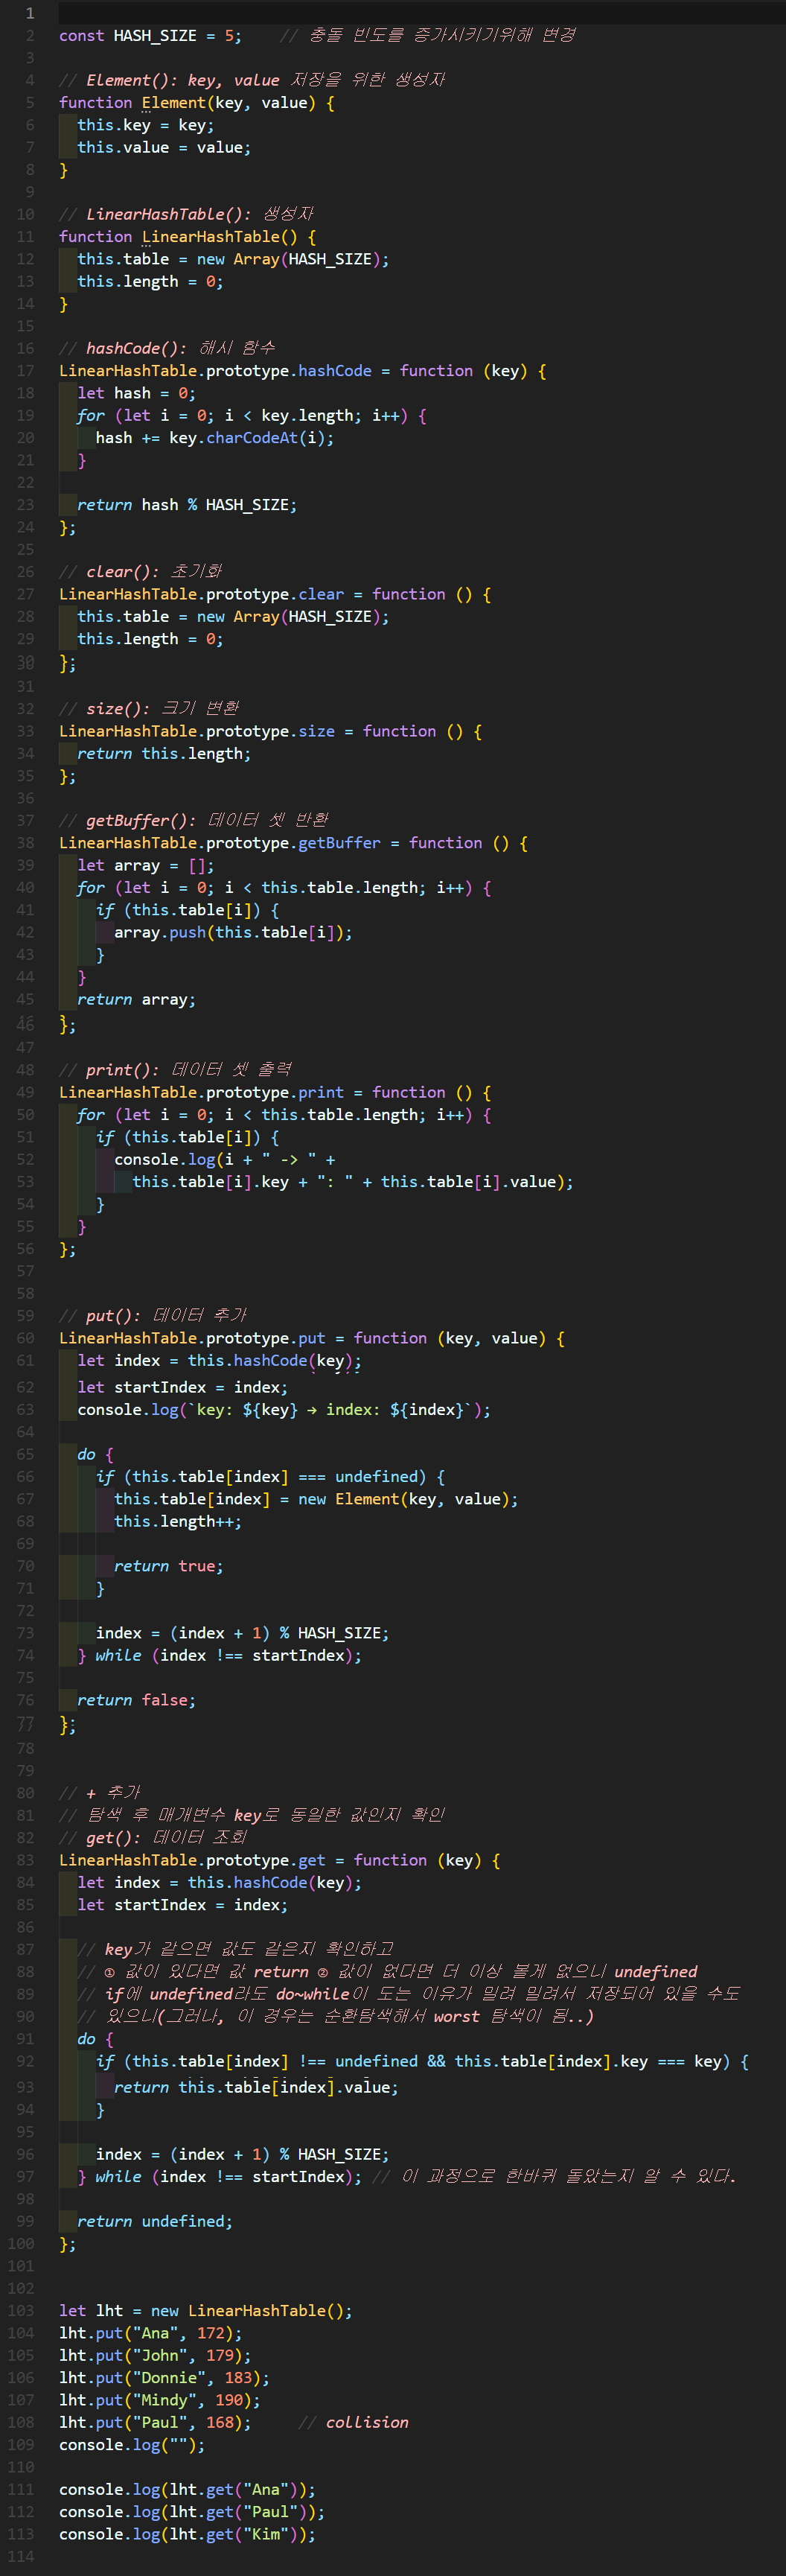 1
2 const HASH_SIZE = 5;    // 충돌 빈도를 증가시키기위해 변경
3
4 // Element(): key, value 저장을 위한 생성자
5 function Element(key, value) {
6   this.key = key;
7   this.value = value;
8 }
9
10 // LinearHashTable(): 생성자
11 function LinearHashTable() {
12   this.table = new Array(HASH_SIZE);
13   this.length = 0;
14 }
15
16 // hashCode(): 해시 함수
17 LinearHashTable.prototype.hashCode = function (key) {
18   let hash = 0;
19   for (let i = 0; i < key.length; i++) {
20     hash += key.charCodeAt(i);
21   }
22
23   return hash % HASH_SIZE;
24 };
25
26 // clear(): 초기화
27 LinearHashTable.prototype.clear = function () {
28   this.table = new Array(HASH_SIZE);
29   this.length = 0;
30 };
31
32 // size(): 크기 변환
33 LinearHashTable.prototype.size = function () {
34   return this.length;
35 };
36
37 // getBuffer(): 데이터 셋 반환
38 LinearHashTable.prototype.getBuffer = function () {
39   let array = [];
40   for (let i = 0; i < this.table.length; i++) {
41     if (this.table[i]) {
42       array.push(this.table[i]);
43     }
44   }
45   return array;
46 };
47
48 // print(): 데이터 셋 출력
49 LinearHashTable.prototype.print = function () {
50   for (let i = 0; i < this.table.length; i++) {
51     if (this.table[i]) {
52       console.log(i + " -> " +
53         this.table[i].key + ": " + this.table[i].value);
54     }
55   }
56 };
57
58
59 // put(): 데이터 추가
60 LinearHashTable.prototype.put = function (key, value) {
61   let index = this.hashCode(key);
62   let startIndex = index;
63   console.log(`key: ${key} → index: ${index}`);
64
65   do {
66     if (this.table[index] === undefined) {
67       this.table[index] = new Element(key, value);
68       this.length++;
69
70       return true;
71     }
72
73     index = (index + 1) % HASH_SIZE;
74   } while (index !== startIndex);
75
76   return false;
77 };
78
79
80 // + 추가
81 // 탐색 후 매개변수 key로 동일한 값인지 확인
82 // get(): 데이터 조회
83 LinearHashTable.prototype.get = function (key) {
84   let index = this.hashCode(key);
85   let startIndex = index;
86
87   // key가 같으면 값도 같은지 확인하고
88   // ① 값이 있다면 값 return ② 값이 없다면 더 이상 볼게 없으니 undefined
89   // if에 undefined라도 do~while이 도는 이유가 밀려 밀려서 저장되어 있을 수도
90   // 있으니(그러나, 이 경우는 순환탐색해서 worst 탐색이 됨..)
91   do {
92     if (this.table[index] !== undefined && this.table[index].key === key) {
93       return this.table[index].value;
94     }
95
96     index = (index + 1) % HASH_SIZE;
97   } while (index !== startIndex); // 이 과정으로 한바퀴 돌았는지 알 수 있다.
98
99   return undefined;
100 };
101
102
103 let lht = new LinearHashTable();
104 lht.put("Ana", 172);
105 lht.put("John", 179);
106 lht.put("Donnie", 183);
107 lht.put("Mindy", 190);
108 lht.put("Paul", 168);     // collision
109 console.log("");
110
111 console.log(lht.get("Ana"));
112 console.log(lht.get("Paul"));
113 console.log(lht.get("Kim"));
114